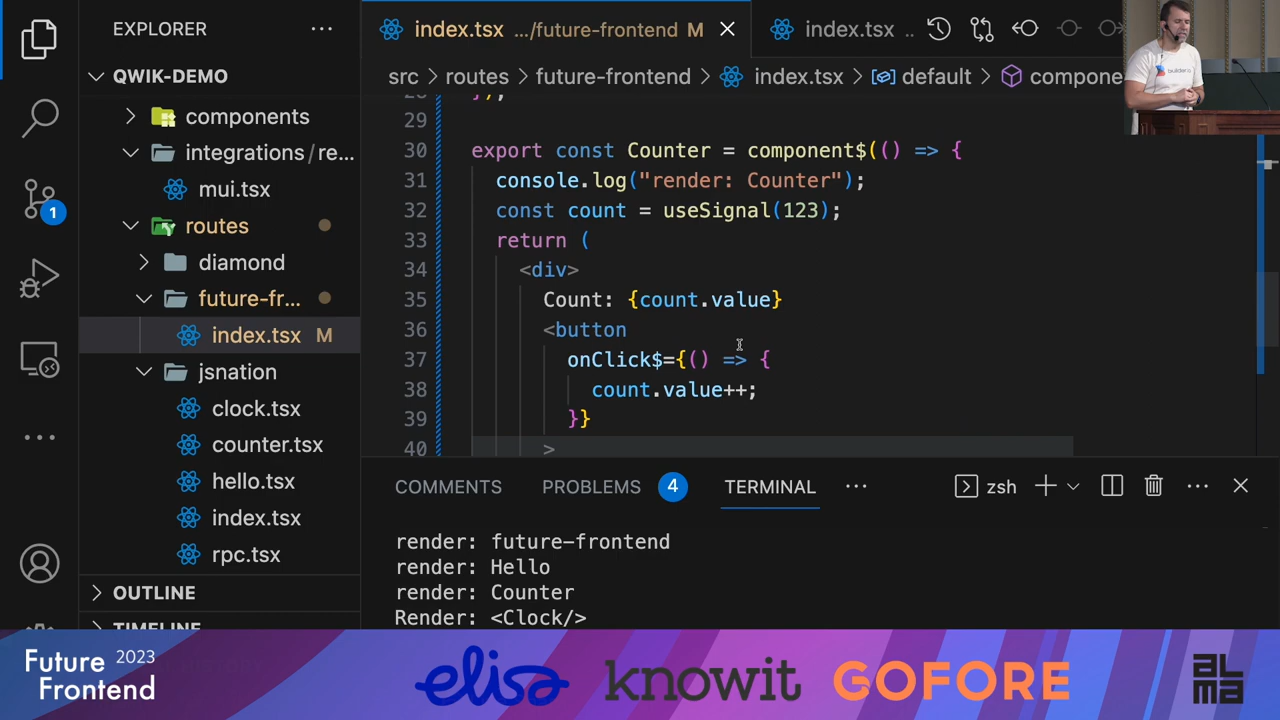 EXPLORER
QWIK-DEMO
components
integrations/re...
mui.tsx
routes
diamond
future-fr...
index.tsx M
jsnation
clock.tsx
counter.tsx
hello.tsx
index.tsx
rpc.tsx
OUTLINE
1
index.tsx .../future-frontend M
index.tsx ..
src > routes > future-frontend > index.tsx > default > compone
29
30 export const Counter = component$(() => {
31 console.log("render: Counter");
32 const count = useSignal(123);
33 return (
34 <div>
35 Count: {count.value}
36 <button
37 onClick$={() => {
38 count.value++;
39 }}
40 >
COMMENTS PROBLEMS 4 TERMINAL ... zsh
render: future-frontend
render: Hello
render: Counter
Render: <Clock/>
Future 2023
Frontend
elisa knowit GOFORE ALMA